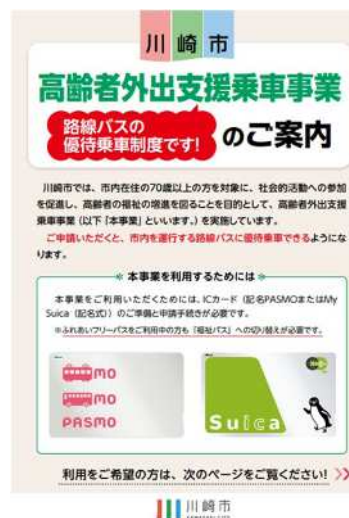 川崎市
高齢者外出支援乗車事業
路線バスの
優待乗車制度です!
のご案内
川崎市では、市内在住の70歳以上の方を対象に、社会的活動への参加
を促進し、高齢者の福祉の増進を図ることを目的として、高齢者外出支援
乗車事業(以下「本事業」といいます。)を実施しています。
ご申請いただくと、市内を運行する路線バスに優待乗車できるようにな
ります。
本事業を利用するためには
本事業をご利用いただくためには、ICカード(記名PASMOまたはMy
Suica(記名式))のご準備と申請手続きが必要です。
※ふれあいフリーパスをご利用中の方も「福祉パス」への切り替えが必要です。
MO
MO
PASMO
Suica
利用をご希望の方は、次のページをご覧ください!
川崎市